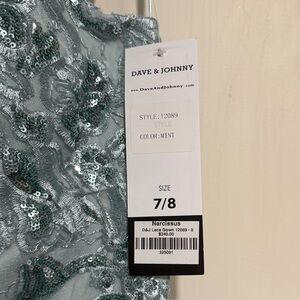 DAVE & JOHNNY
www.DaveAndJohnny.com
STYLE:12089
STYLE
COLOR:MINT
SIZE
7/8
Narcissus
D&J Lace Gown 12089 - 8
$340.00
325091